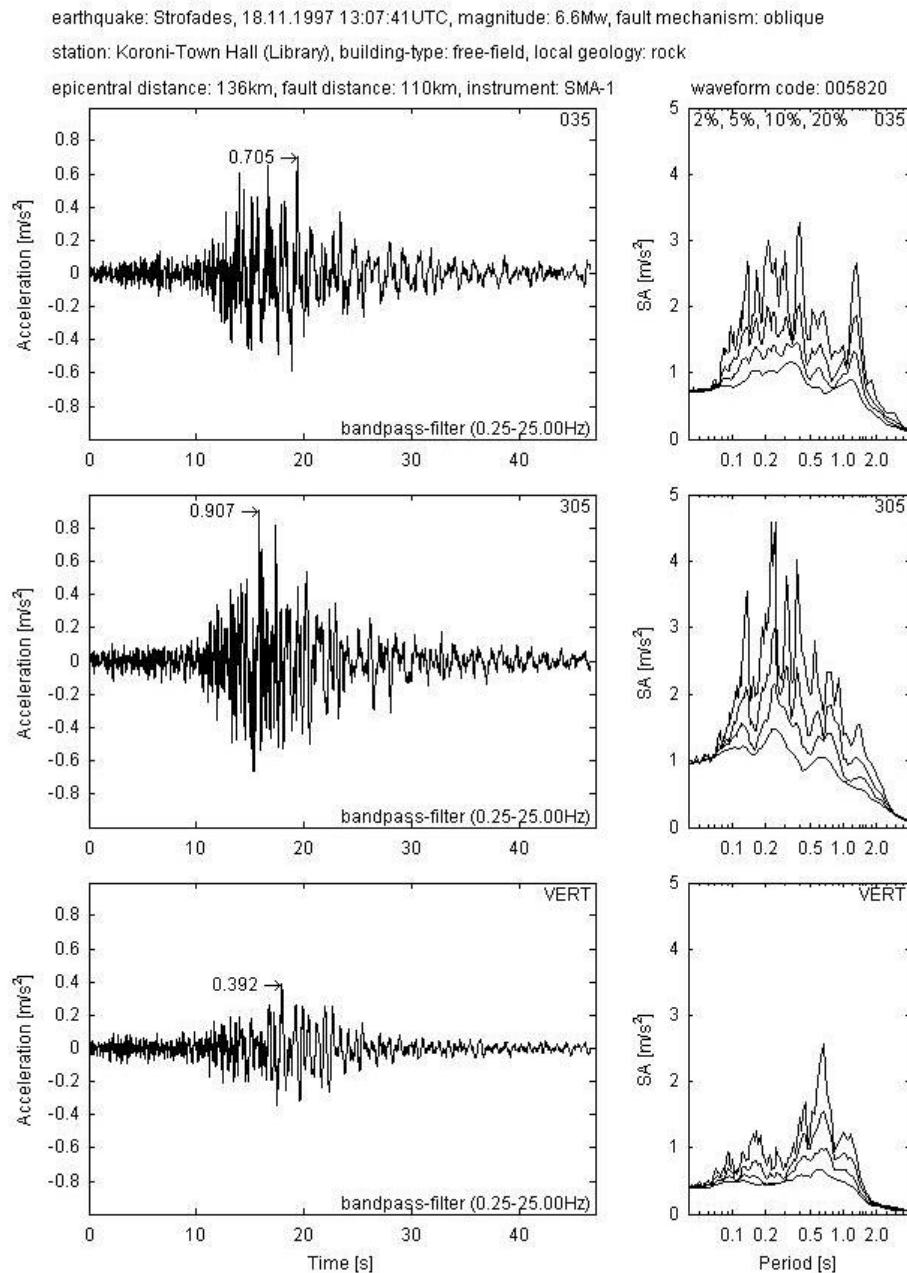 earthquake: Strofades, 18.11.1997 13:07:41UTC, magnitude: 6.6Mw, fault mechanism: oblique
station: Koroni-Town Hall (Library), building-type: free-field, local geology: rock
epicentral distance: 136km, fault distance: 110km, instrument: SMA-1
waveform code: 005820
035
0.705
0.8
0.6
0.4
0.2
0
-0.2
-0.4
-0.6
-0.8
Acceleration [m/s²]
bandpass-filter (0.25-25.00Hz)
0 10 20 30 40
2%, 5%, 10%, 20% 035
5
4
3
2
1
0
SA [m/s²]
0.1 0.2 0.5 1.0 2.0
305
0.907
0.8
0.6
0.4
0.2
0
-0.2
-0.4
-0.6
-0.8
Acceleration [m/s²]
bandpass-filter (0.25-25.00Hz)
0 10 20 30 40
305
5
4
3
2
1
0
SA [m/s²]
0.1 0.2 0.5 1.0 2.0
VERT
0.392
0.8
0.6
0.4
0.2
0
-0.2
-0.4
-0.6
-0.8
Acceleration [m/s²]
bandpass-filter (0.25-25.00Hz)
0 10 20 30 40
Time [s]
VERT
5
4
3
2
1
0
SA [m/s²]
0.1 0.2 0.5 1.0 2.0
Period [s]